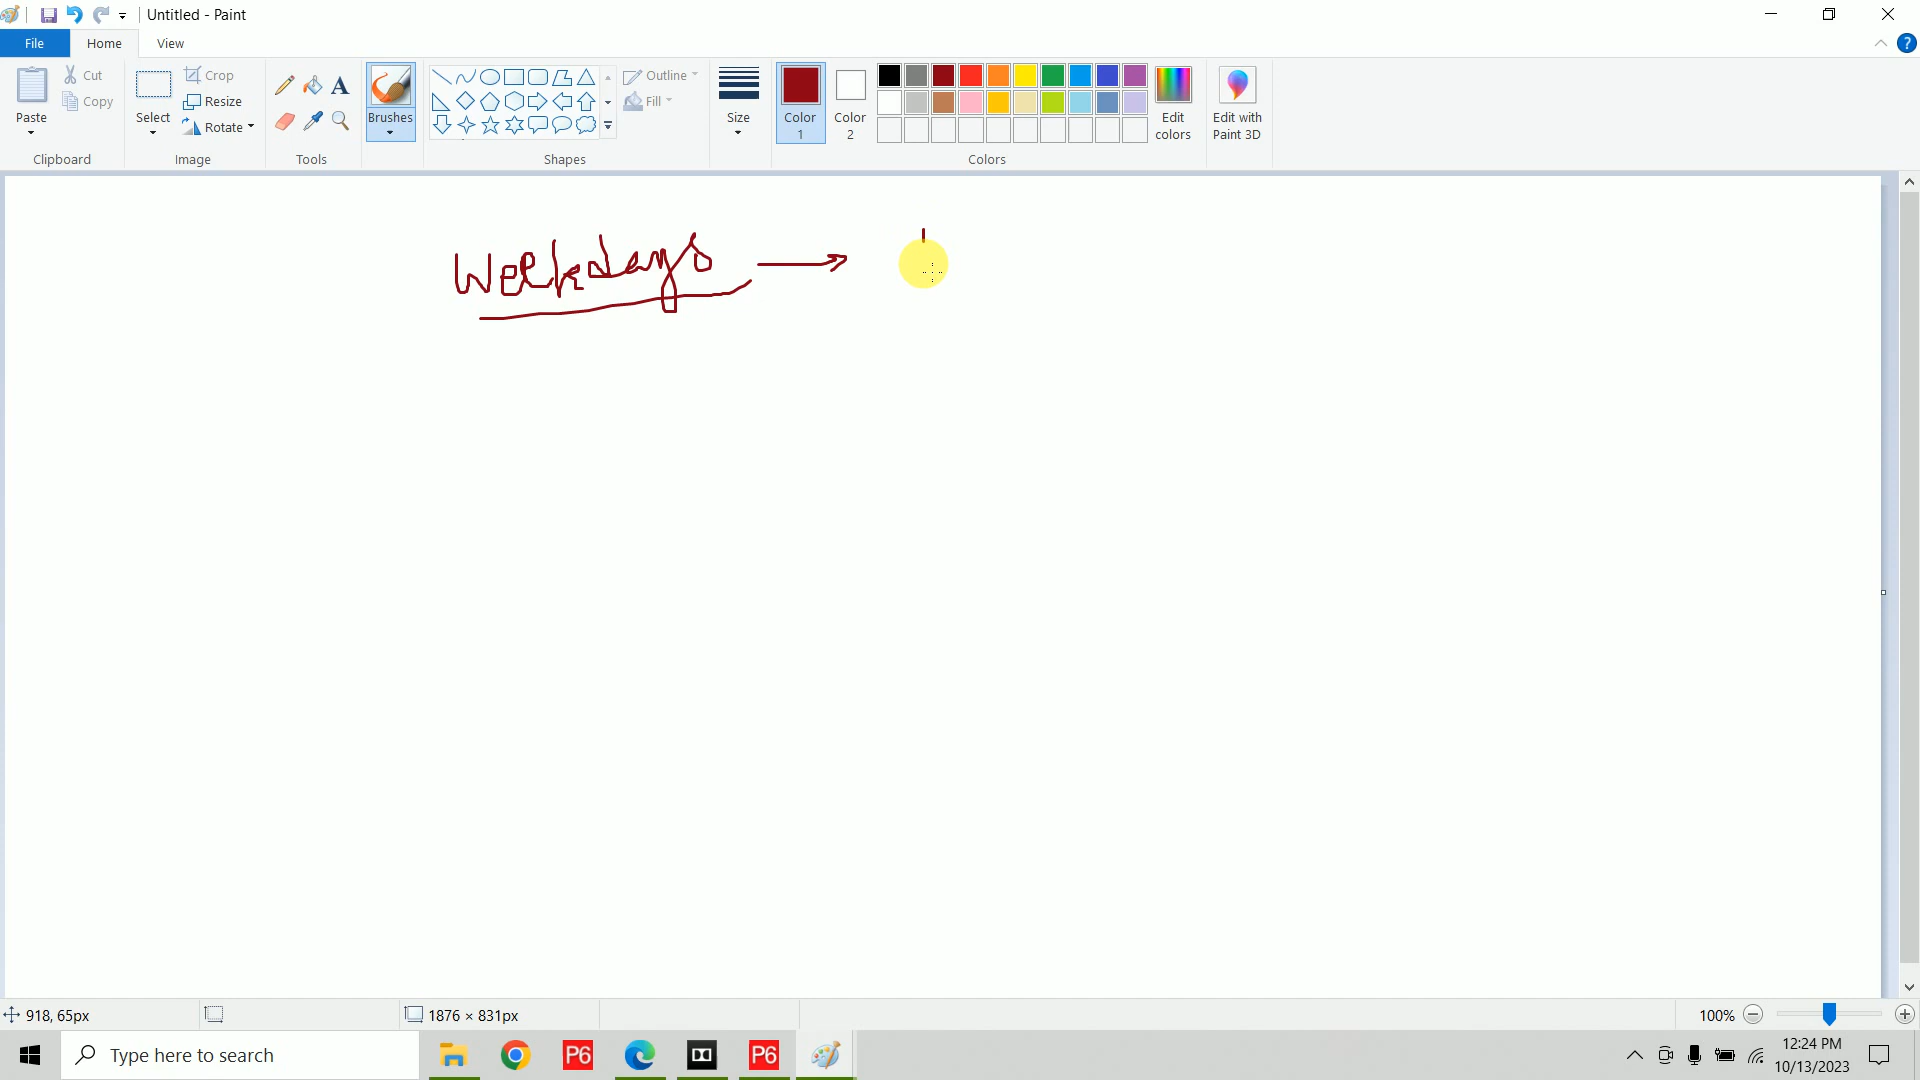 Untitled - Paint
File Home View
Paste
Cut
Copy
Clipboard
Select
Crop
Resize
Rotate
Image
Tools
Brushes
Shapes
Outline
Fill
Size
Color 1
Color 2
Colors
Edit colors
Edit with Paint 3D
Weekdays
918, 65px
1876 × 831px
100%
Type here to search
P6
P6
12:24 PM
10/13/2023